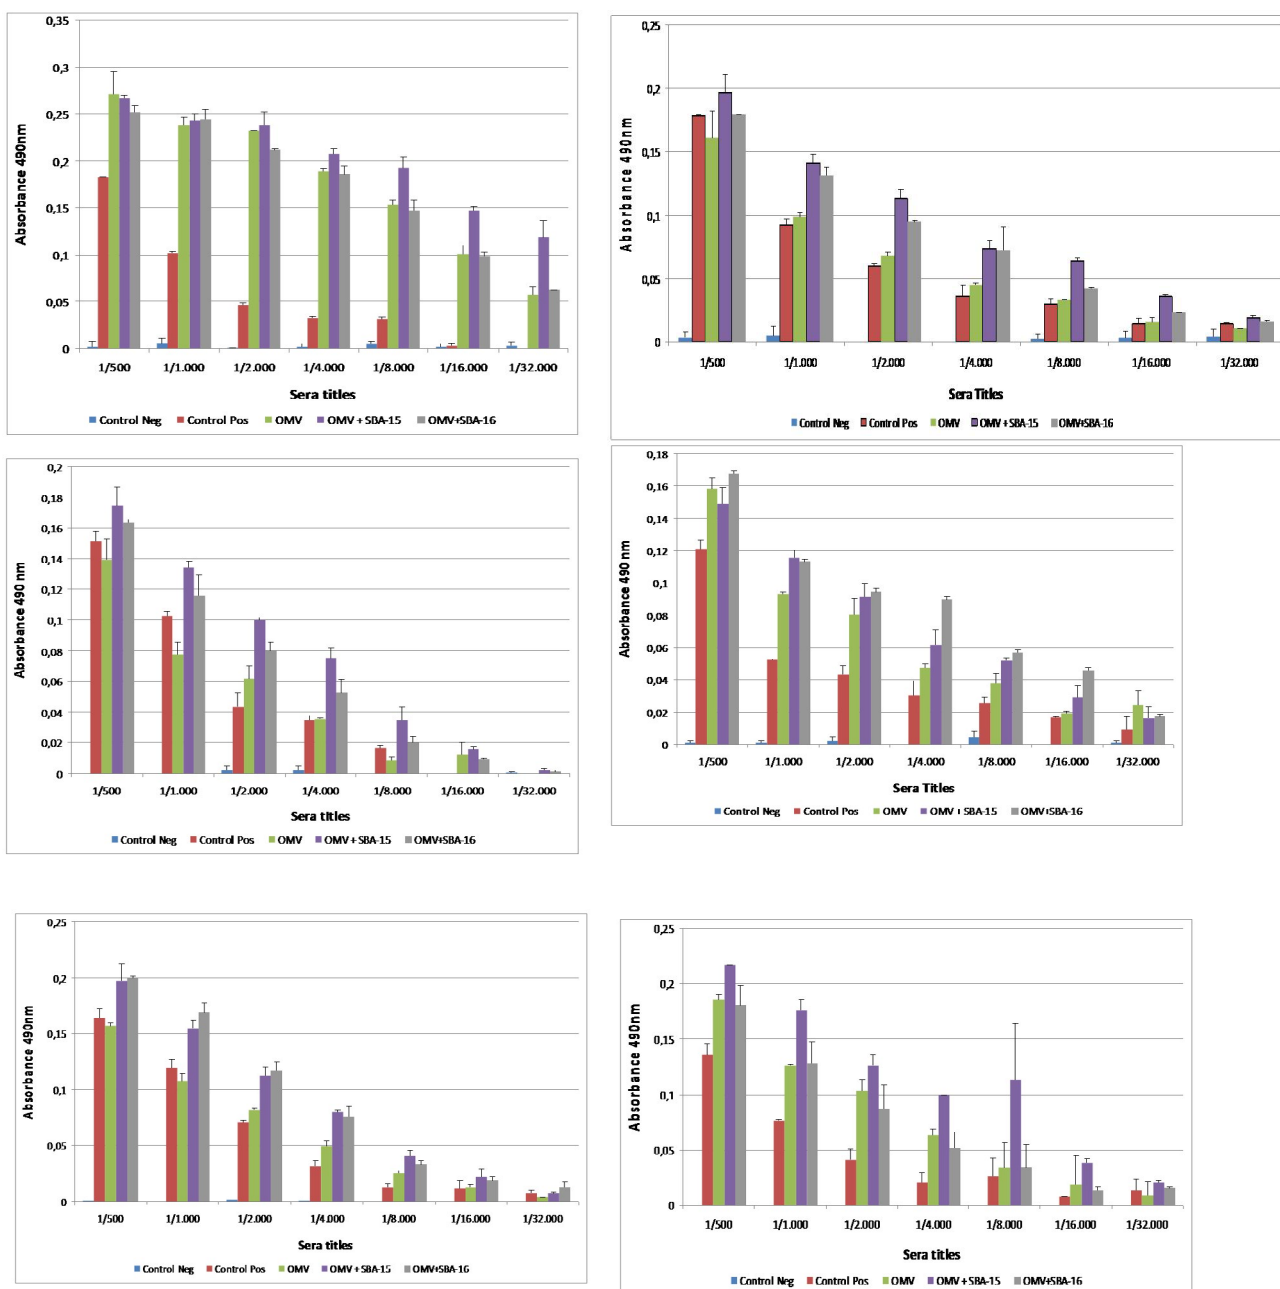 0,35
0,3
0,25
0,2
0,15
0,1
0,05
0
Absorbance 490nm
1/500 1/1.000 1/2.000 1/4.000 1/8.000 1/16.000 1/32.000
Sera titles
Control Neg Control Pos OMV OMV + SBA-15 OMV+SBA-16
0,25
0,2
0,15
0,1
0,05
0
Absorbance 490nm
1/500 1/1.000 1/2.000 1/4.000 1/8.000 1/16.000 1/32.000
Sera Titles
Control Neg Control Pos OMV OMV + SBA-15 OMV+SBA-16
0,2
0,18
0,16
0,14
0,12
0,1
0,08
0,06
0,04
0,02
0
Absorbance 490 nm
1/500 1/1.000 1/2.000 1/4.000 1/8.000 1/16.000 1/32.000
Sera titles
Control Neg Control Pos OMV OMV + SBA-15 OMV+SBA-16
0,18
0,16
0,14
0,12
0,1
0,08
0,06
0,04
0,02
0
Absorbance 490nm
1/500 1/1.000 1/2.000 1/4.000 1/8.000 1/16.000 1/32.000
Sera Titles
Control Neg Control Pos OMV OMV + SBA-15 OMV+SBA-16
0,25
0,2
0,15
0,1
0,05
0
Absorbance 490nm
1/500 1/1.000 1/2.000 1/4.000 1/8.000 1/16.000 1/32.000
Sera titles
Control Neg Control Pos OMV OMV + SBA-15 OMV+SBA-16
0,25
0,2
0,15
0,1
0,05
0
Absorbance 490nm
1/500 1/1.000 1/2.000 1/4.000 1/8.000 1/16.000 1/32.000
Sera titles
Control Neg Control Pos OMV OMV + SBA-15 OMV+SBA-16